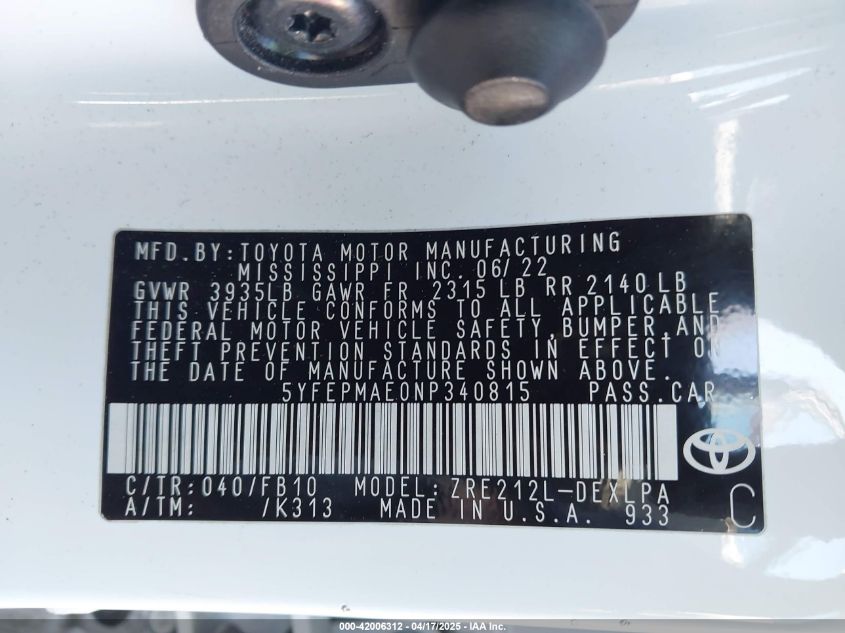 MFD. BY: TOYOTA MOTOR MANUFACTURING
MISSISSIPPI INC. 06/22
GVWR 3935LB GAWR FR 2315 LB RR 2140 LB
THIS VEHICLE CONFORMS TO ALL APPLICABLE
FEDERAL MOTOR VEHICLE SAFETY, BUMPER, AND
THEFT PREVENTION STANDARDS IN EFFECT ON
THE DATE OF MANUFACTURE SHOWN ABOVE.
5YFEPMAE0NP340815 PASS. CAR
C/TR: 040/FB10 MODEL: ZRE212L-DEXLPA
A/TM: /K313 MADE IN U.S.A. 933 C
000-42006312 - 04/17/2025 - IAA Inc.